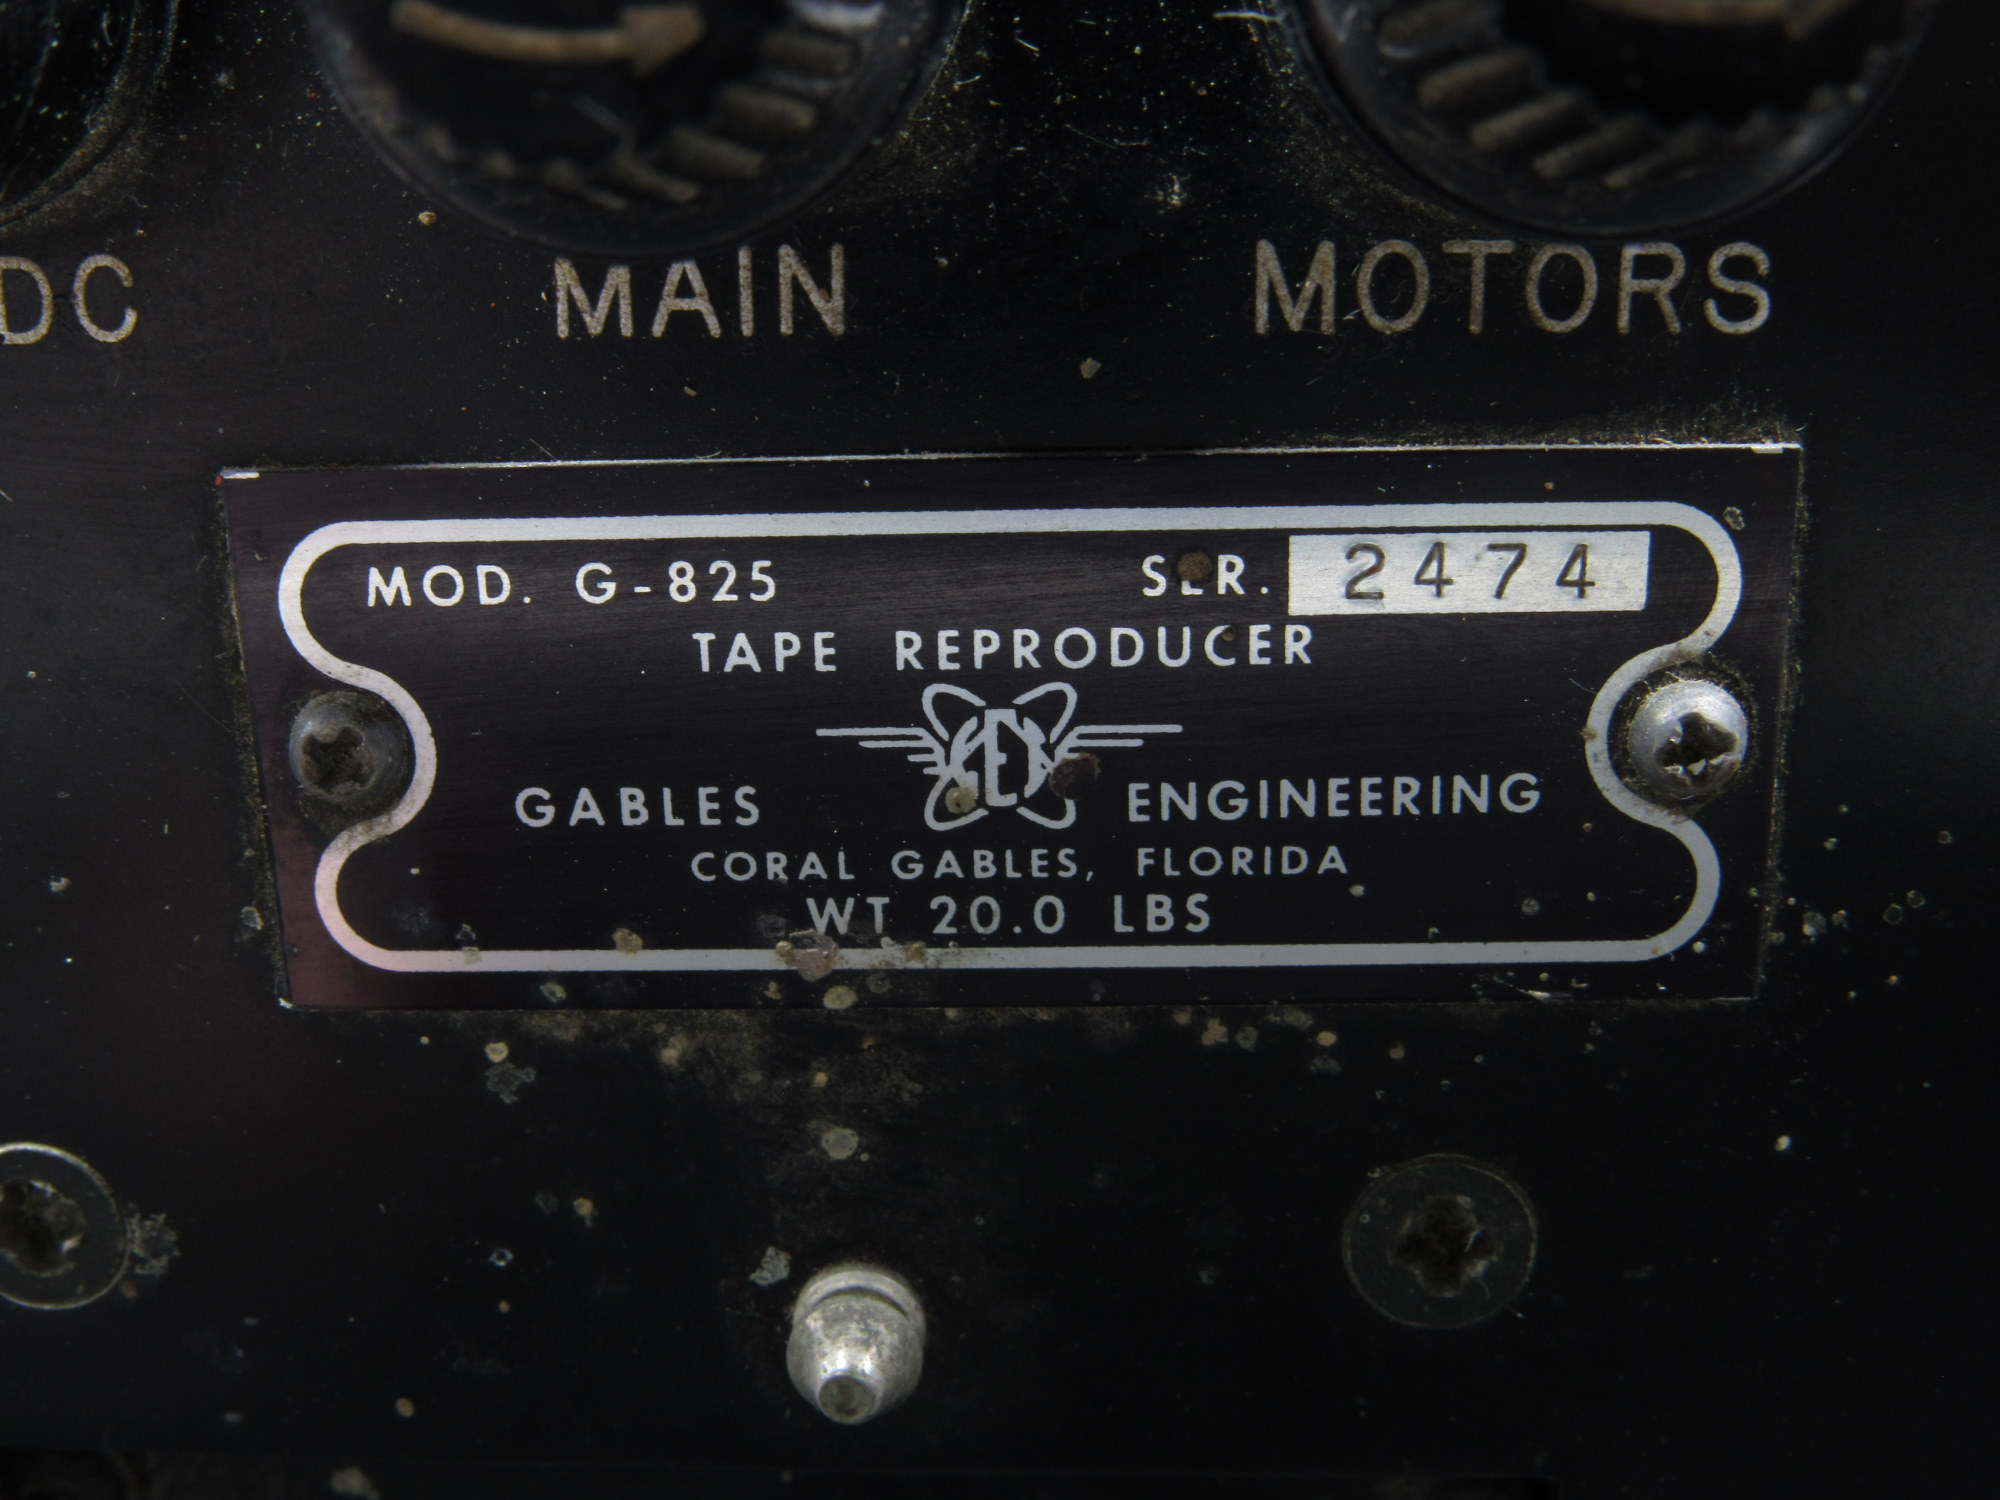 DC MAIN MOTORS
MOD. G-825 SER. 2474
TAPE REPRODUCER
GABLES ENGINEERING
CORAL GABLES, FLORIDA
WT 20.0 LBS